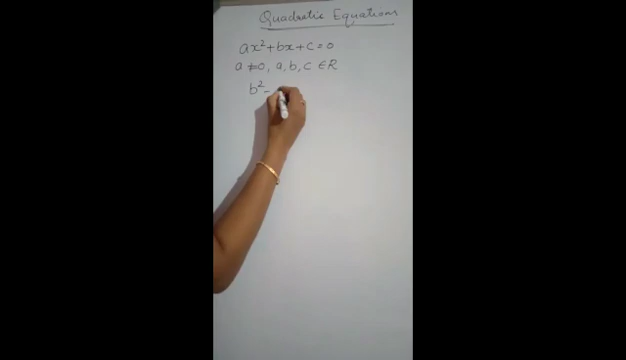 Quadratic Equations
ax²+bx+c=0
a≠0, a,b,c ∈R
b²-